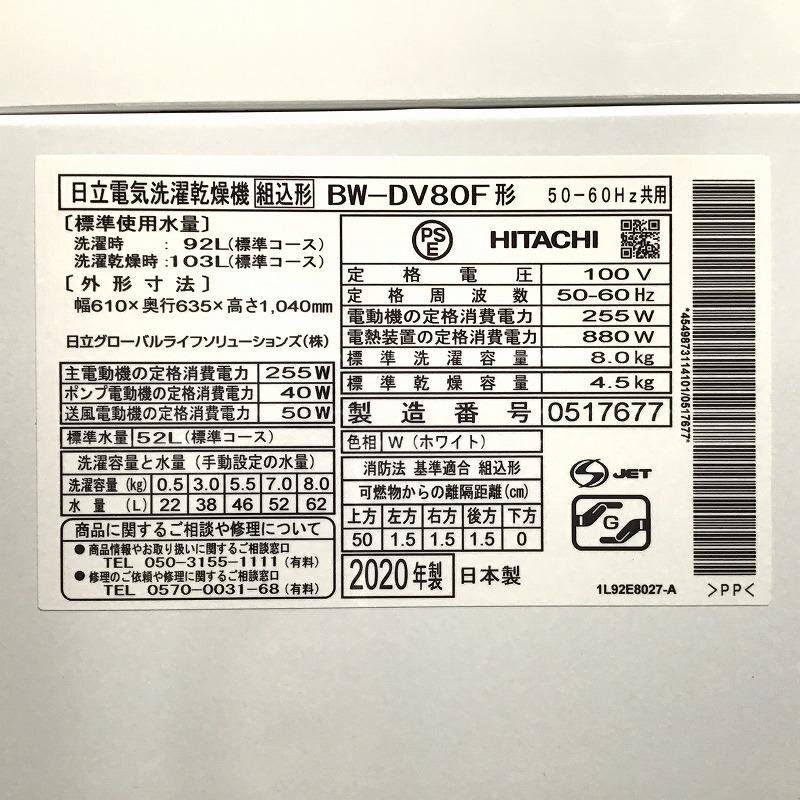 日立電気洗濯乾燥機 組込形 BW-DV80F形 50-60Hz共用
〔標準使用水量〕
洗濯時 : 92L(標準コース)
洗濯乾燥時:103L(標準コース)
〔外形寸法〕
幅610×奥行635×高さ1,040mm
日立グローバルライフソリューションズ(株)
主電動機の定格消費電力 255W
ポンプ電動機の定格消費電力 40W
送風電動機の定格消費電力 50W
標準水量 52L(標準コース)
洗濯容量と水量 (手動設定の水量)
洗濯容量 (kg) 0.5 3.0 5.5 7.0 8.0
水量 (L) 22 38 46 52 62
商品に関するご相談や修理について
●商品情報やお取り扱いに関するご相談窓口
TEL 050-3155-1111 (有料)
●修理のご依頼や修理に関するご相談窓口
TEL 0570-0031-68 (有料)
PSE HITACHI
定格電圧 100V
定格周波数 50-60Hz
電動機の定格消費電力 255W
電熱装置の定格消費電力 880W
標準洗濯容量 8.0kg
標準乾燥容量 4.5kg
製造番号 0517677
色相 W (ホワイト)
消防法 基準適合 組込形
可燃物からの離隔距離(cm)
上方 左方 右方 後方 下方
50 1.5 1.5 1.5 0
2020年製 日本製
S JET
G
1L92E8027-A
*4549873114101/0517677*
>PP<